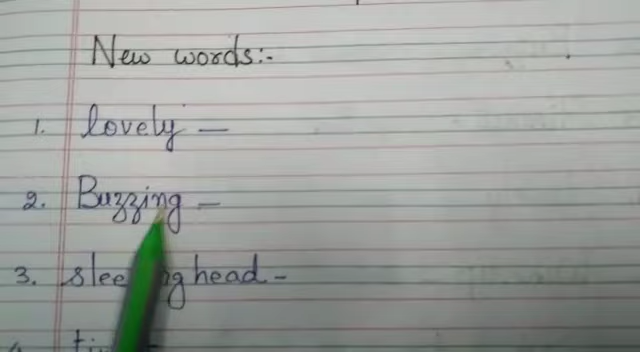 New words:-
1. lovely –
2. Buzzing –
3. head –